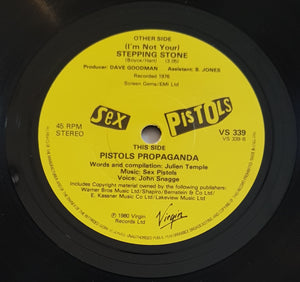 OTHER SIDE
(I'm Not Your)
STEPPING STONE
(Boyce/Hart) (3.05)
Producer: DAVE GOODMAN Assistant: S. JONES
Recorded 1976
Screen Gems/EMI Ltd
Sex PISTOLS
45 RPM
STEREO
VS 339
VS 339-B
THIS SIDE
PISTOLS PROPAGANDA
Words and compilation: Julien Temple
Music: Sex Pistols
Voice: John Snagge
Includes Copyright material owned by the following publishers:
Warner Bros Music Ltd/Shapiro/Bernstein & Co Ltd/
E. Kassner Music Co Ltd/Lakeview Music Ltd
℗ 1980 Virgin
Records Ltd
Virgin